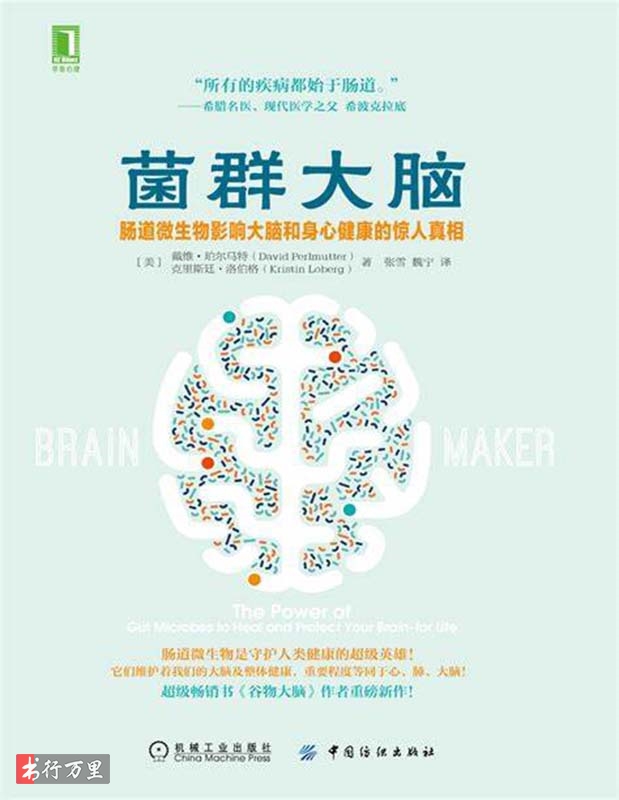 华章心理
“所有的疾病都始于肠道。”
——希腊名医、现代医学之父 希波克拉底
菌群大脑
肠道微生物影响大脑和身心健康的惊人真相
[美] 戴维·珀尔马特(David Perlmutter)
克里斯廷·洛伯格(Kristin Loberg) 著 张雪 魏宁 译
BRAIN MAKER
The Power of
Gut Microbes to Heal and Protect Your Brain-for Life
肠道微生物是守护人类健康的超级英雄!
它们维护着我们的大脑及整体健康,重要程度等同于心、肺、大脑!
超级畅销书《谷物大脑》作者重磅新作!
机械工业出版社
China Machine Press
中国纺织出版社
书行万里